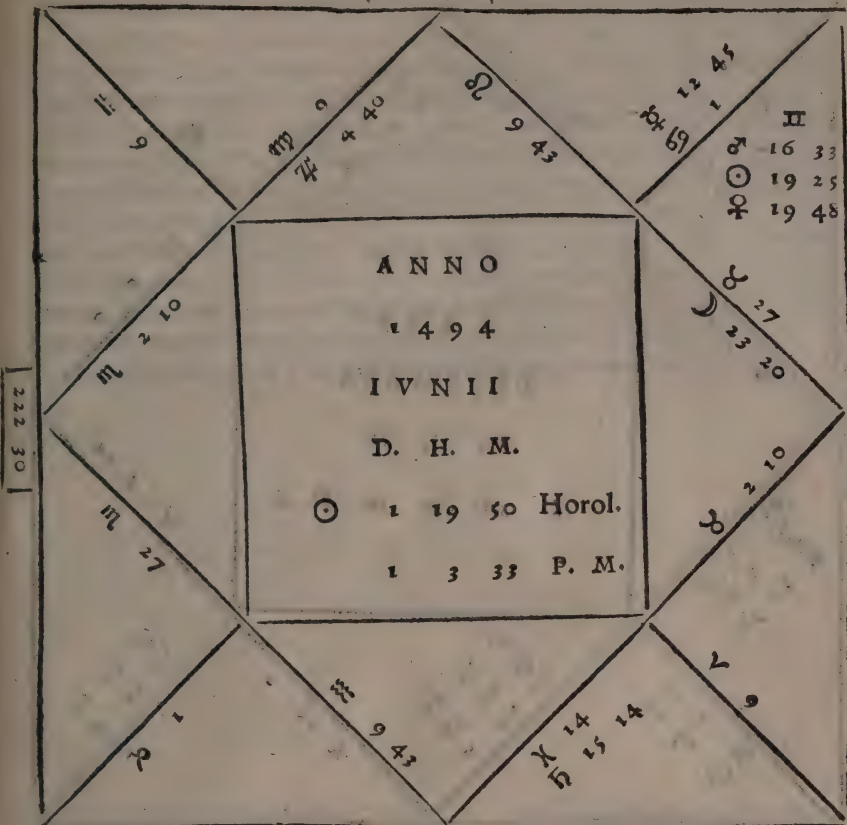 ♎ 9
♍
♃ 4 40
♌ 9 43
☿ 12 45
♋ 1
♊
♂ 16 33
☉ 19 25
♀ 19 48
♏ 2 10
♉ 27
☽ 23 20
222 30
ANNO
1494
IVNII
D. H. M.
☉ 1 19 50 Horol.
1 3 33 P. M.
♏ 27
♉ 2 10
♑ 1
♒ 9 43
♓ 14
♄ 15 14
♈ 9